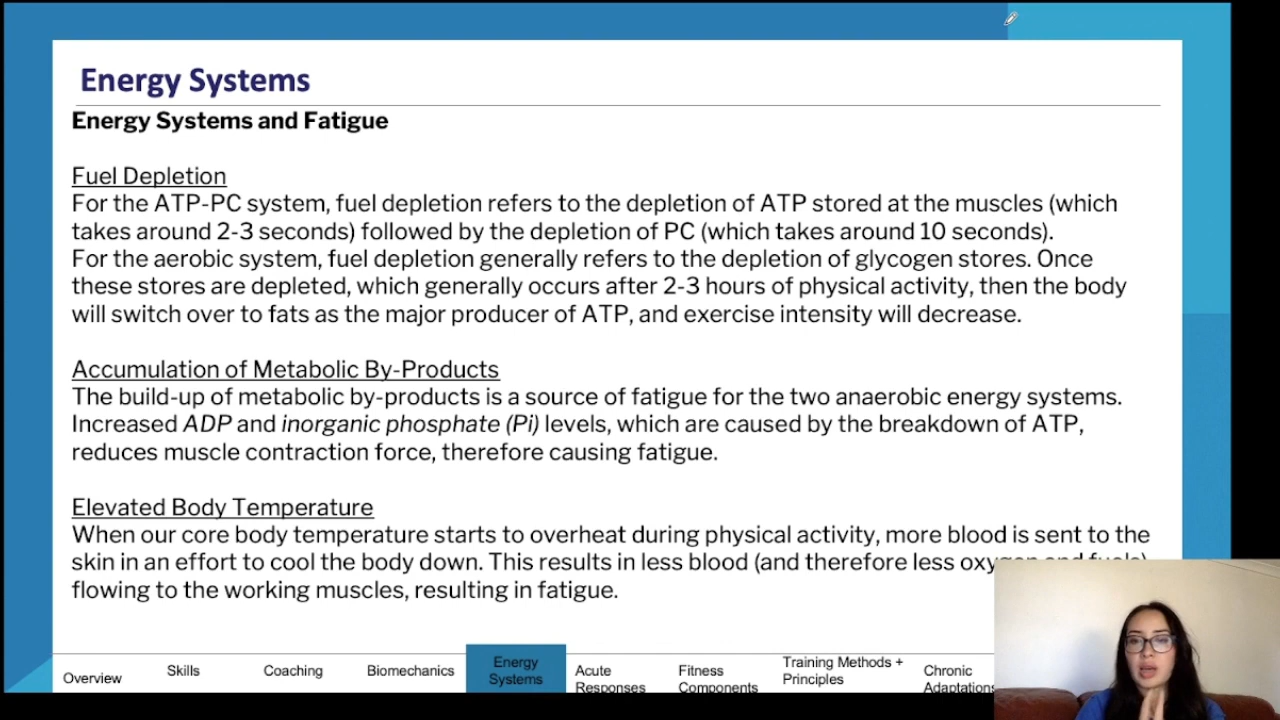 Energy Systems
Energy Systems and Fatigue
Fuel Depletion
For the ATP-PC system, fuel depletion refers to the depletion of ATP stored at the muscles (which
takes around 2-3 seconds) followed by the depletion of PC (which takes around 10 seconds).
For the aerobic system, fuel depletion generally refers to the depletion of glycogen stores. Once
these stores are depleted, which generally occurs after 2-3 hours of physical activity, then the body
will switch over to fats as the major producer of ATP, and exercise intensity will decrease.
Accumulation of Metabolic By-Products
The build-up of metabolic by-products is a source of fatigue for the two anaerobic energy systems.
Increased ADP and inorganic phosphate (Pi) levels, which are caused by the breakdown of ATP,
reduces muscle contraction force, therefore causing fatigue.
Elevated Body Temperature
When our core body temperature starts to overheat during physical activity, more blood is sent to the
skin in an effort to cool the body down. This results in less blood (and therefore less oxygen and fuels)
flowing to the working muscles, resulting in fatigue.
Overview
Skills
Coaching
Biomechanics
Energy
Systems
Acute
Responses
Fitness
Components
Training Methods +
Principles
Chronic
Adaptations